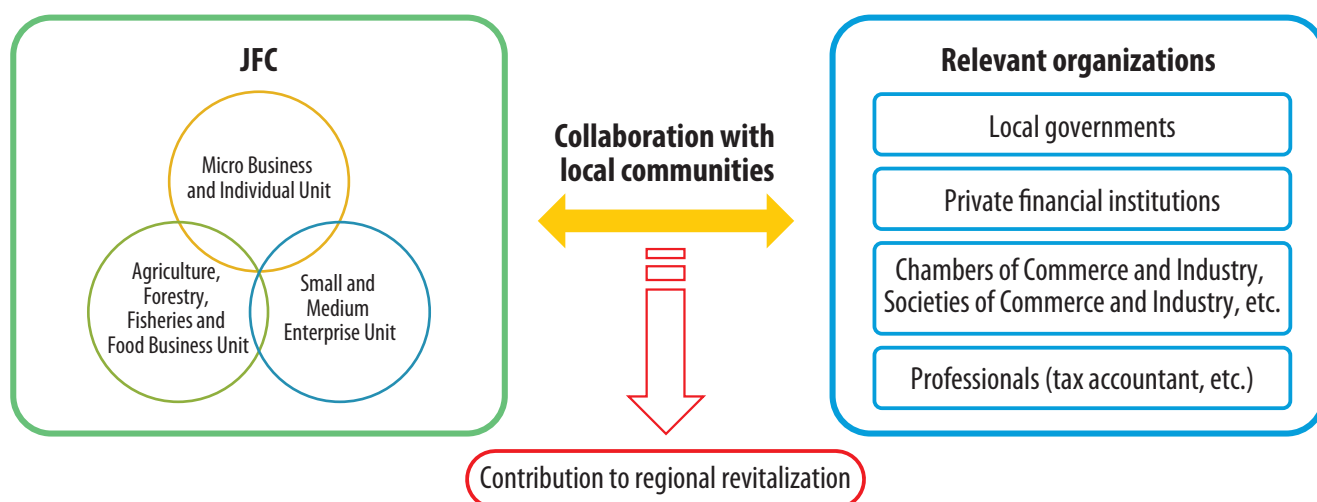 JFC
Micro Business
and Individual Unit
Agriculture,
Forestry,
Fisheries and
Food Business Unit
Small and
Medium
Enterprise Unit
Collaboration with
local communities
Relevant organizations
Local governments
Private financial institutions
Chambers of Commerce and Industry,
Societies of Commerce and Industry, etc.
Professionals (tax accountant, etc.)
Contribution to regional revitalization